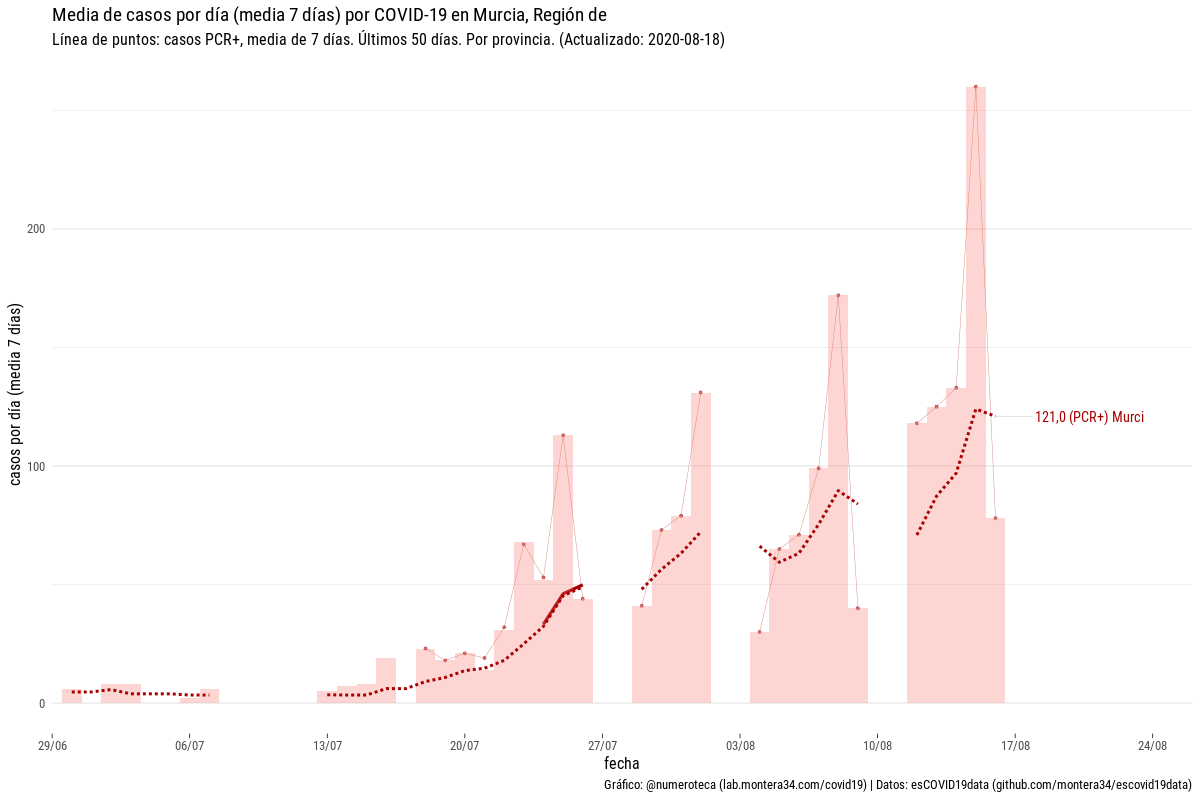 Media de casos por día (media 7 días) por COVID-19 en Murcia, Región de
Línea de puntos: casos PCR+, media de 7 días. Últimos 50 días. Por provincia. (Actualizado: 2020-08-18)
casos por día (media 7 días)
200
100
0
121,0 (PCR+) Murci
29/06 06/07 13/07 20/07 27/07 03/08 10/08 17/08 24/08
fecha
Gráfico: @numeroteca (lab.montera34.com/covid19) | Datos: esCOVID19data (github.com/montera34/escovid19data)